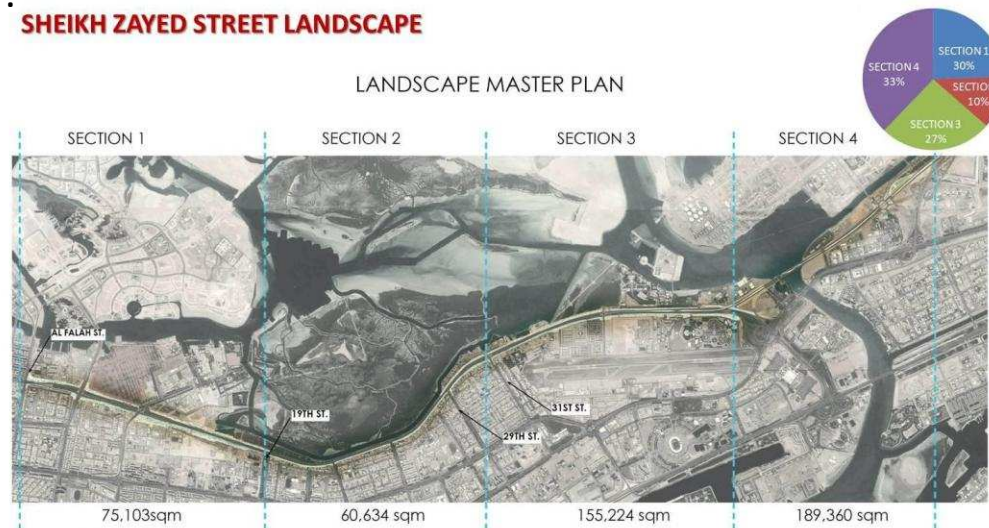 SHEIKH ZAYED STREET LANDSCAPE
LANDSCAPE MASTER PLAN
SECTION 4
33%
SECTION 1
30%
SECTIO
10%
SECTION 3
27%
SECTION 1
SECTION 2
SECTION 3
SECTION 4
AL FALAH ST.
19TH ST.
31ST ST.
29TH ST.
75,103sqm
60,634 sqm
155,224 sqm
189,360 sqm